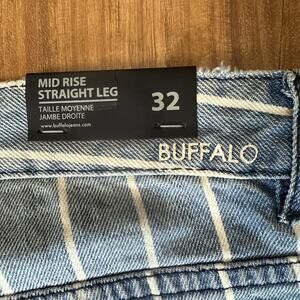 MID RISE
STRAIGHT LEG
TAILLE MOYENNE
JAMBE DROITE
www.buffalojeans.com
32
BUFFALO